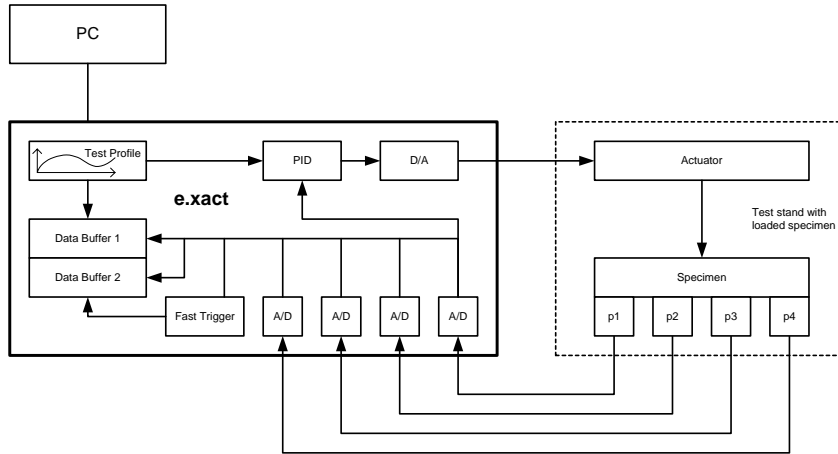 PC
Test Profile
PID
D/A
Actuator
e.xact
Test stand with
loaded specimen
Data Buffer 1
Data Buffer 2
Specimen
Fast Trigger
A/D
A/D
A/D
A/D
p1
p2
p3
p4